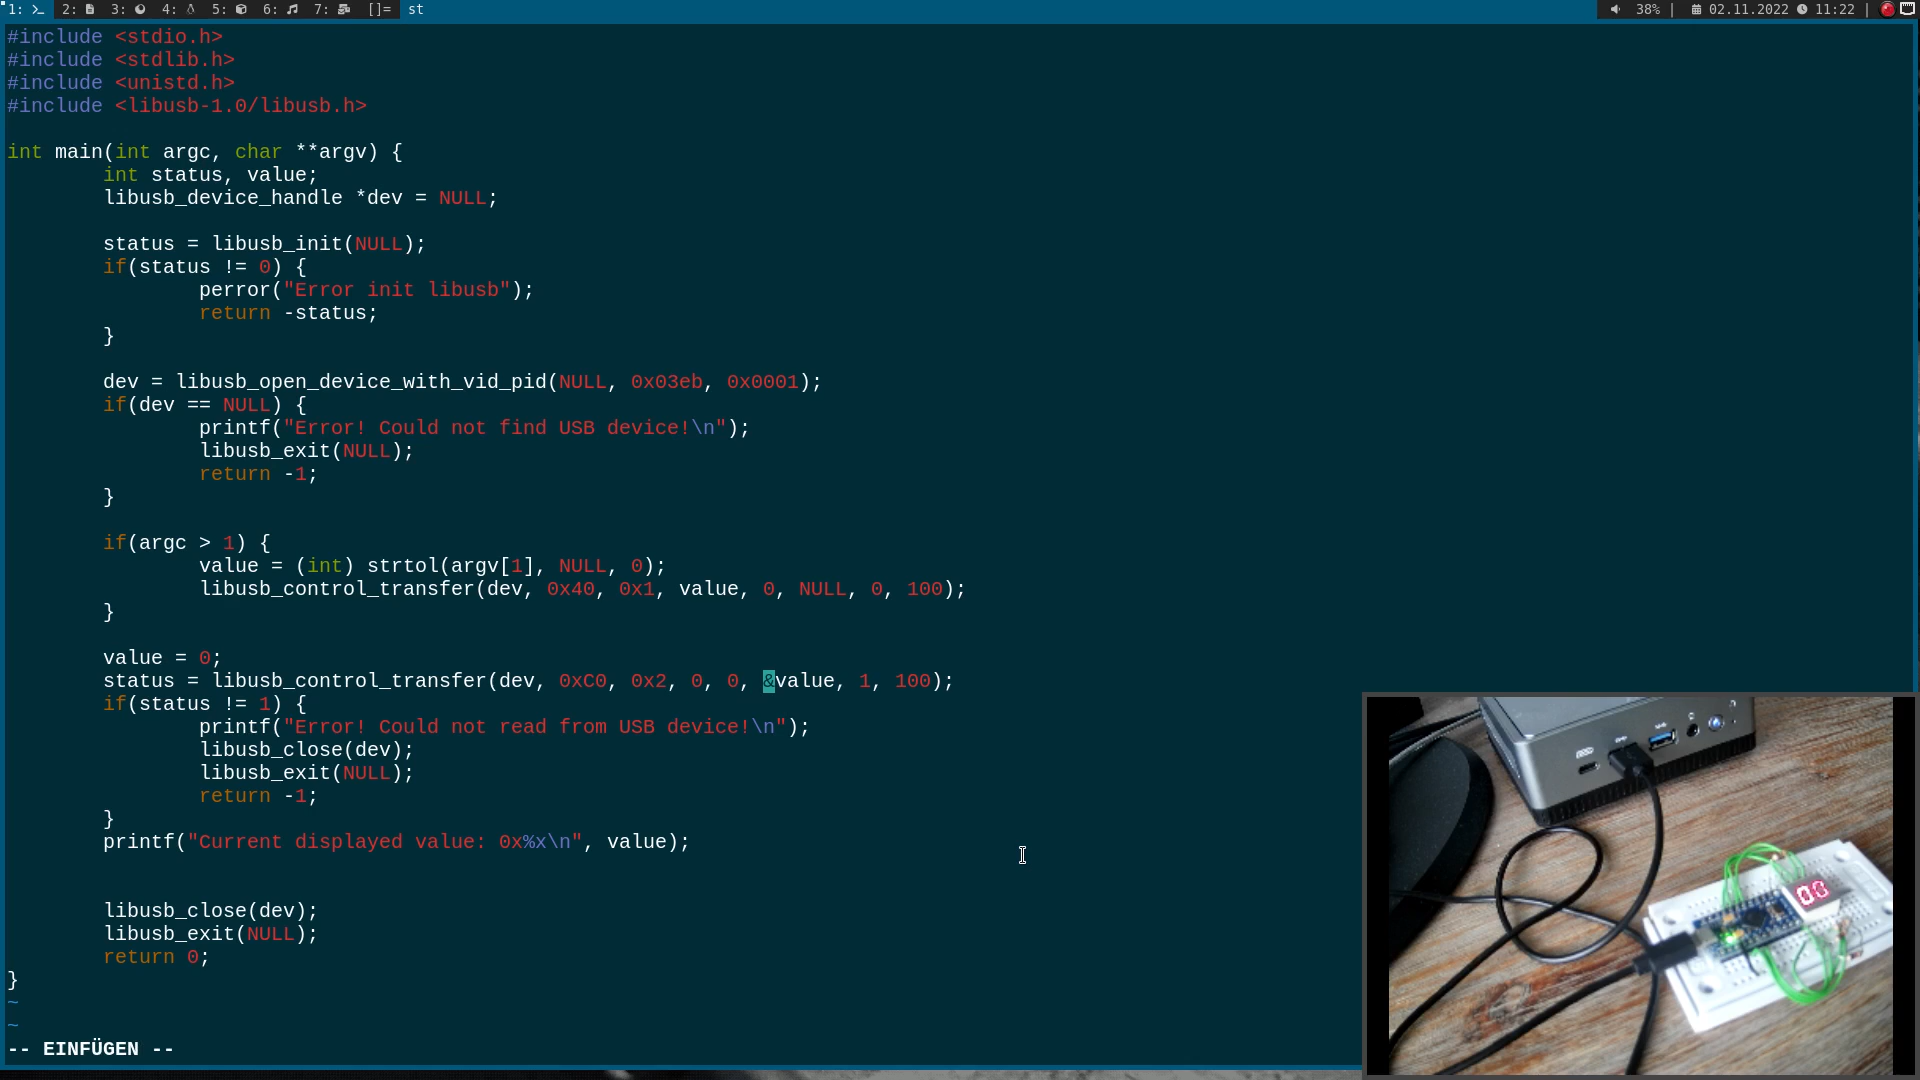 1: 2: 3: 4: 5: 6: 7: []= st 38% | 02.11.2022 11:22 |
#include <stdio.h>
#include <stdlib.h>
#include <unistd.h>
#include <libusb-1.0/libusb.h>
int main(int argc, char **argv) {
int status, value;
libusb_device_handle *dev = NULL;
status = libusb_init(NULL);
if(status != 0) {
perror("Error init libusb");
return -status;
}
dev = libusb_open_device_with_vid_pid(NULL, 0x03eb, 0x0001);
if(dev == NULL) {
printf("Error! Could not find USB device!\n");
libusb_exit(NULL);
return -1;
}
if(argc > 1) {
value = (int) strtol(argv[1], NULL, 0);
libusb_control_transfer(dev, 0x40, 0x1, value, 0, NULL, 0, 100);
}
value = 0;
status = libusb_control_transfer(dev, 0xC0, 0x2, 0, 0, &value, 1, 100);
if(status != 1) {
printf("Error! Could not read from USB device!\n");
libusb_close(dev);
libusb_exit(NULL);
return -1;
}
printf("Current displayed value: 0x%x\n", value);
libusb_close(dev);
libusb_exit(NULL);
return 0;
}
~
~
-- EINFÜGEN --
00